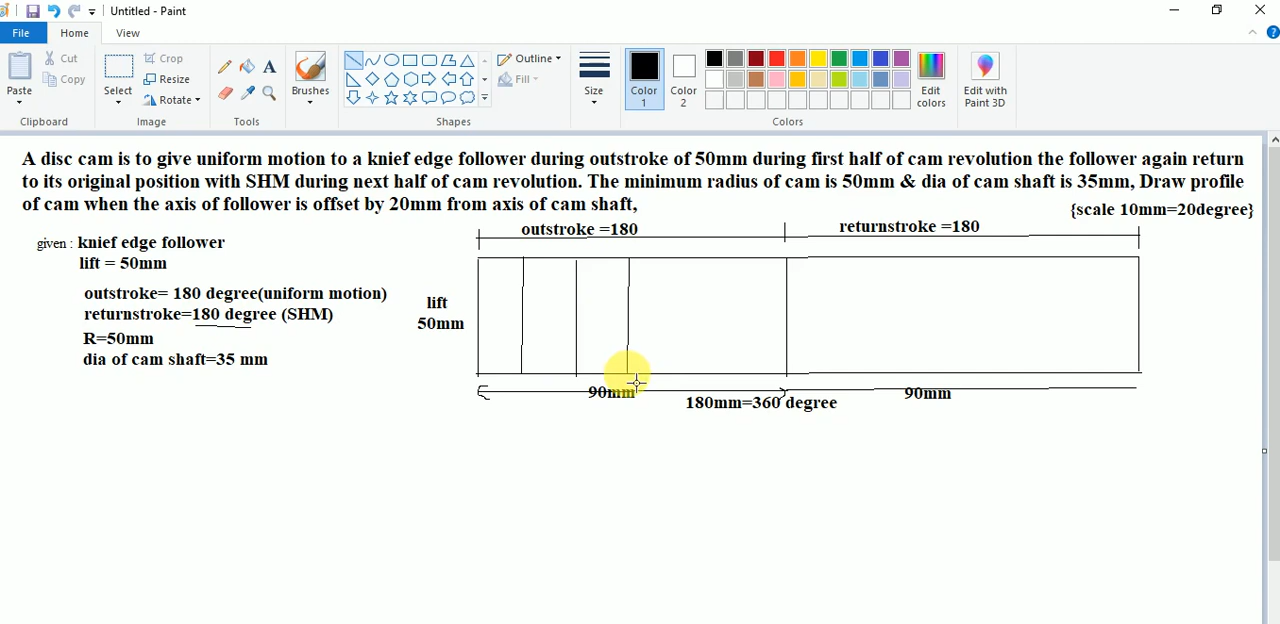 Untitled - Paint
File
Home
View
Paste
Cut
Copy
Clipboard
Select
Crop
Resize
Rotate
Image
A
Tools
Brushes
Shapes
Outline
Fill
Size
Color 1
Color 2
Colors
Edit colors
Edit with Paint 3D
?
A disc cam is to give uniform motion to a knief edge follower during outstroke of 50mm during first half of cam revolution the follower again return
to its original position with SHM during next half of cam revolution. The minimum radius of cam is 50mm & dia of cam shaft is 35mm, Draw profile
of cam when the axis of follower is offset by 20mm from axis of cam shaft,
{scale 10mm=20degree}
given : knief edge follower
lift = 50mm
outstroke= 180 degree(uniform motion)
returnstroke=180 degree (SHM)
R=50mm
dia of cam shaft=35 mm
outstroke =180
returnstroke =180
lift
50mm
90mm
180mm=360 degree
90mm